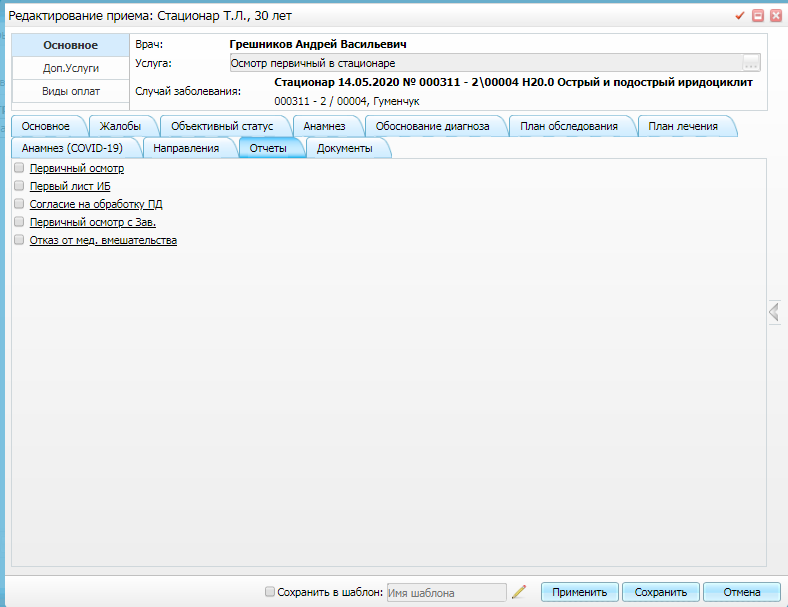 Редактирование приема: Стационар Т.Л., 30 лет
Основное
Доп.Услуги
Виды оплат
Врач: Грешников Андрей Васильевич
Услуга: Осмотр первичный в стационаре ...
Случай заболевания: Стационар 14.05.2020 № 000311 - 2\00004 H20.0 Острый и подострый иридоциклит
000311 - 2 / 00004, Гуменчук
Основное Жалобы Объективный статус Анамнез Обоснование диагноза План обследования План лечения
Анамнез (COVID-19) Направления Отчеты Документы
Первичный осмотр
Первый лист ИБ
Согласие на обработку ПД
Первичный осмотр с Зав.
Отказ от мед. вмешательства
Сохранить в шаблон: Имя шаблона Применить Сохранить Отмена